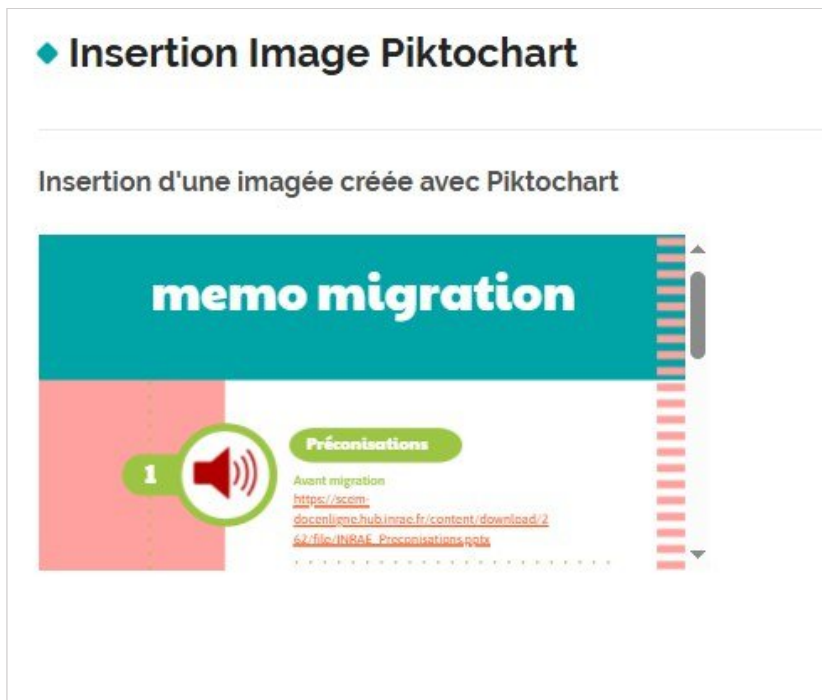 Insertion Image Piktochart
Insertion d'une imagée créée avec Piktochart
memo migration
1
Préconisations
Avant migration
https://scem-
docenligne.hub.inrae.fr/content/download/2
62/file/INRAE_Preconisations.pptx